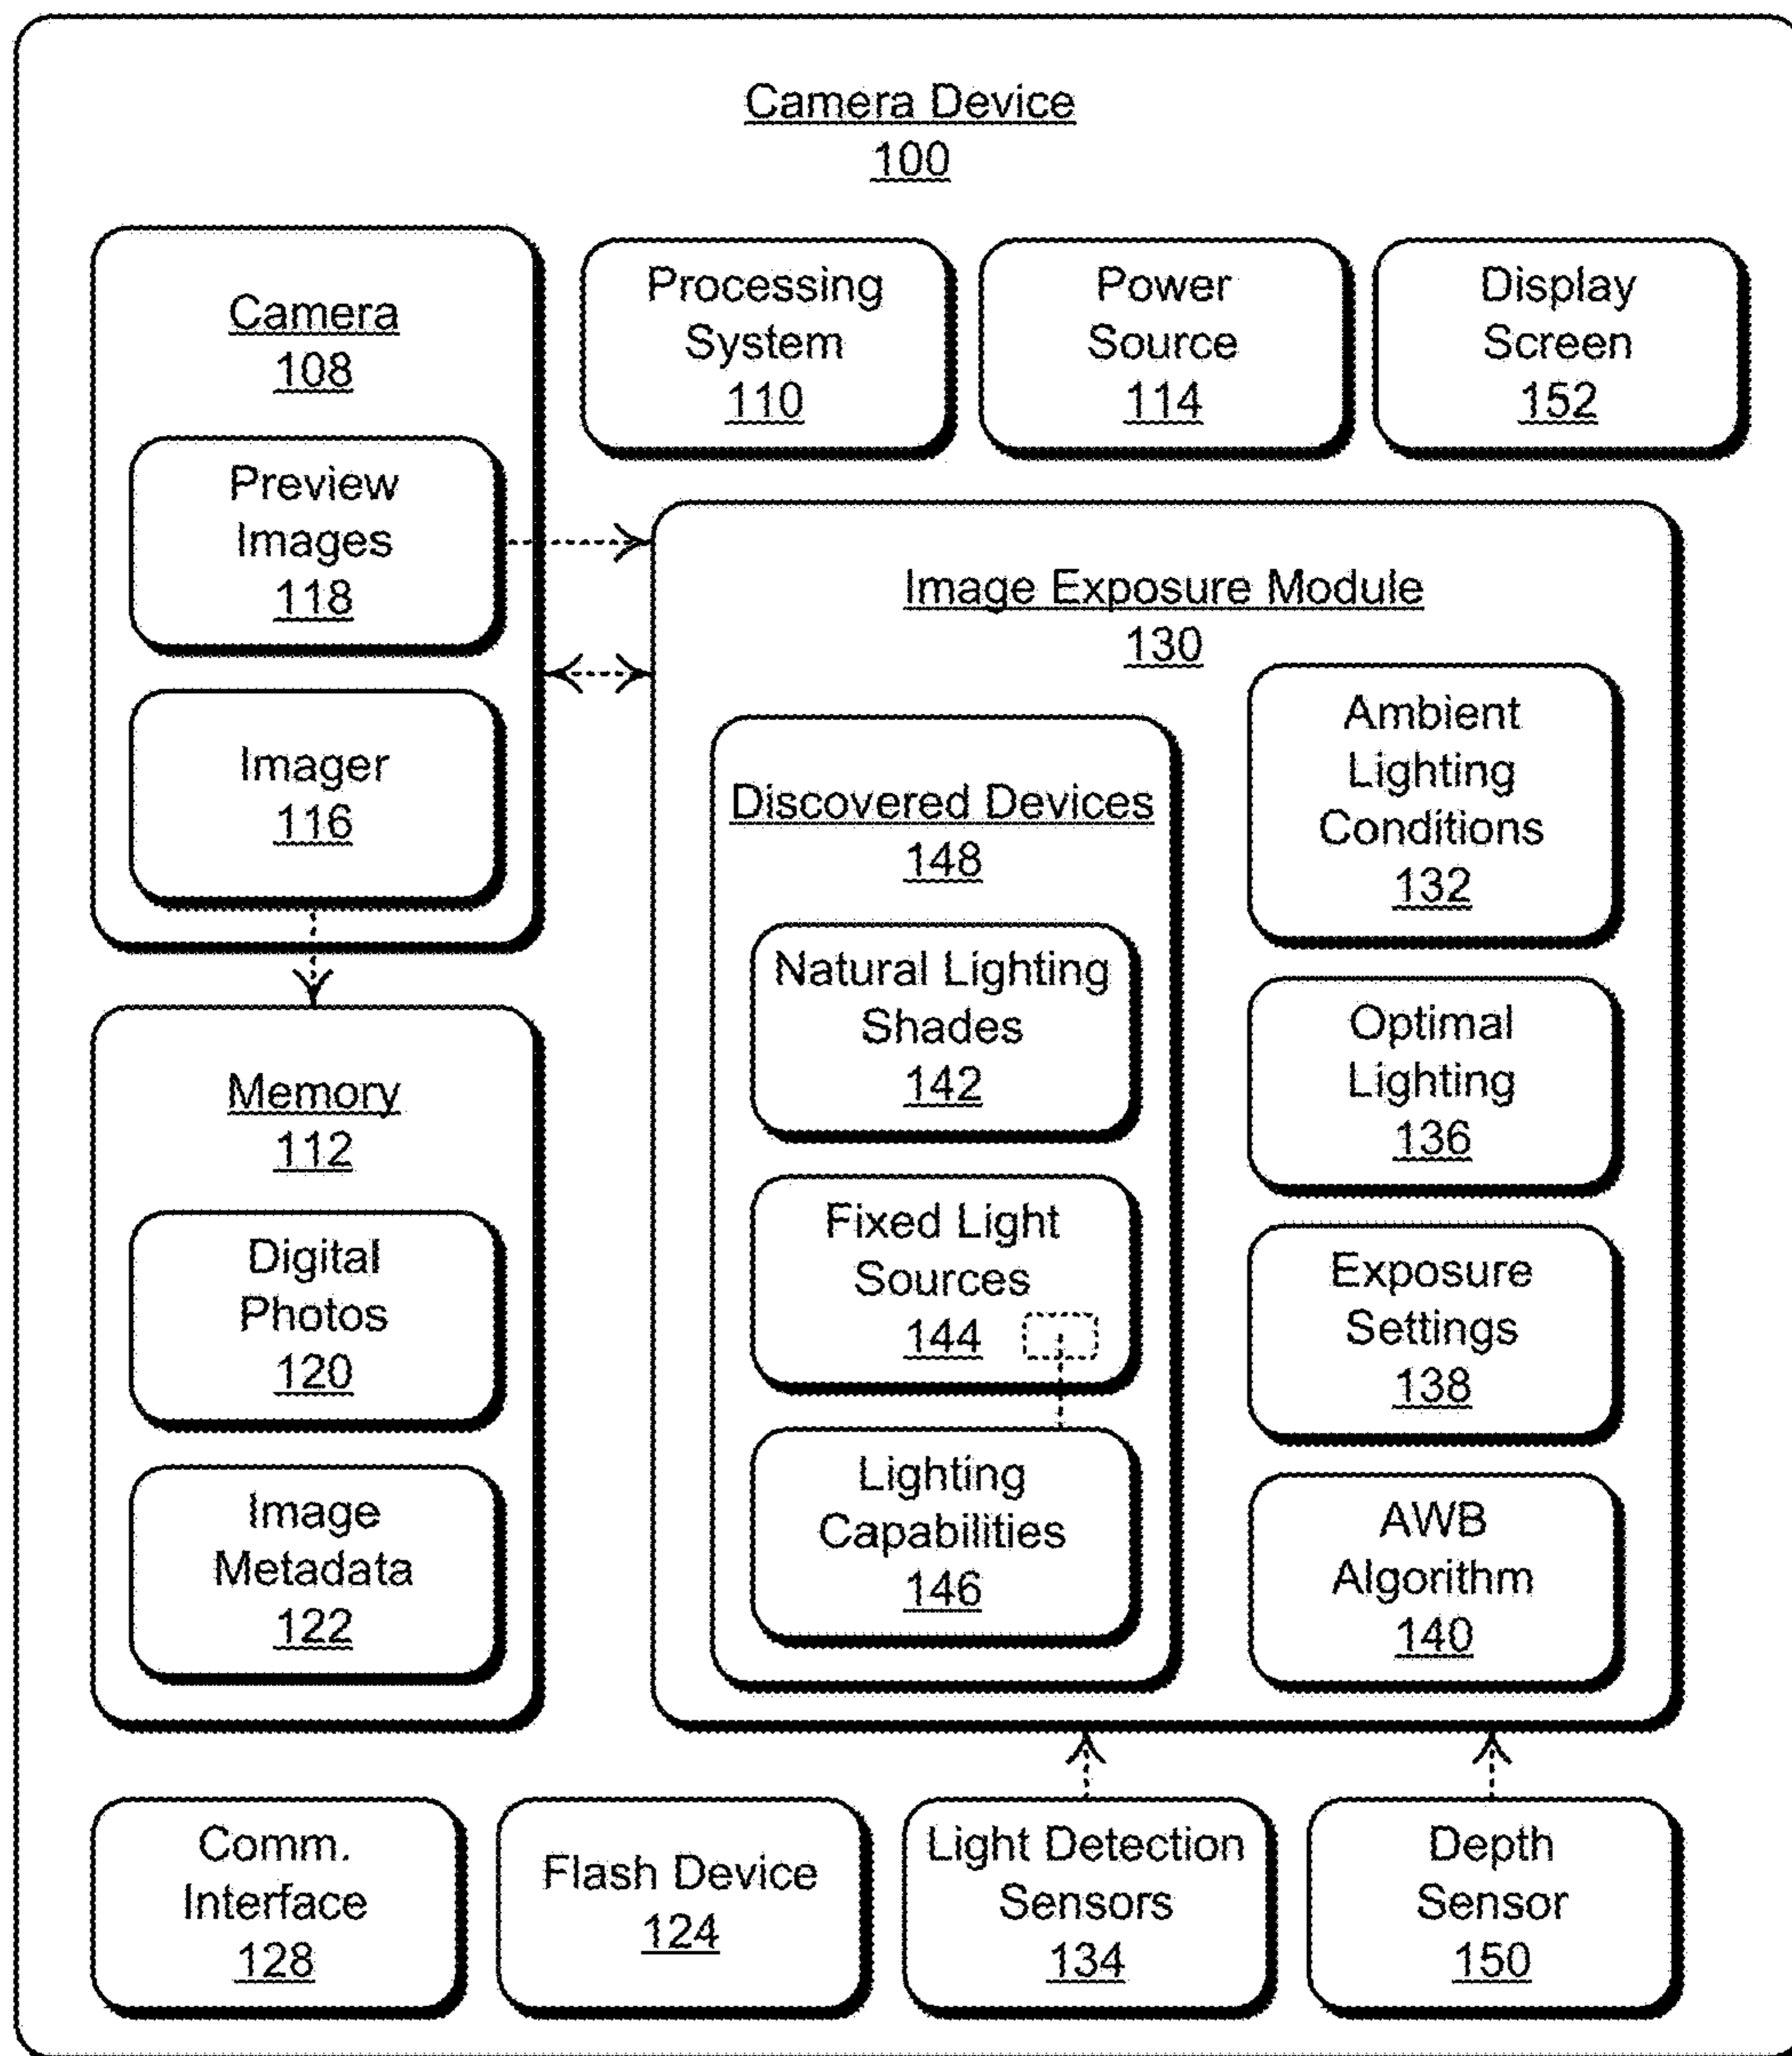 Camera Device
100
Camera
108
Preview
Images
118
Imager
116
Processing
System
110
Power
Source
114
Display
Screen
152
Memory
112
Digital
Photos
120
Image
Metadata
122
Image Exposure Module
130
Discovered Devices
148
Natural Lighting
Shades
142
Fixed Light
Sources
144
Lighting
Capabilities
146
Ambient
Lighting
Conditions
132
Optimal
Lighting
136
Exposure
Settings
138
AWB
Algorithm
140
Comm.
Interface
128
Flash Device
124
Light Detection
Sensors
134
Depth
Sensor
150